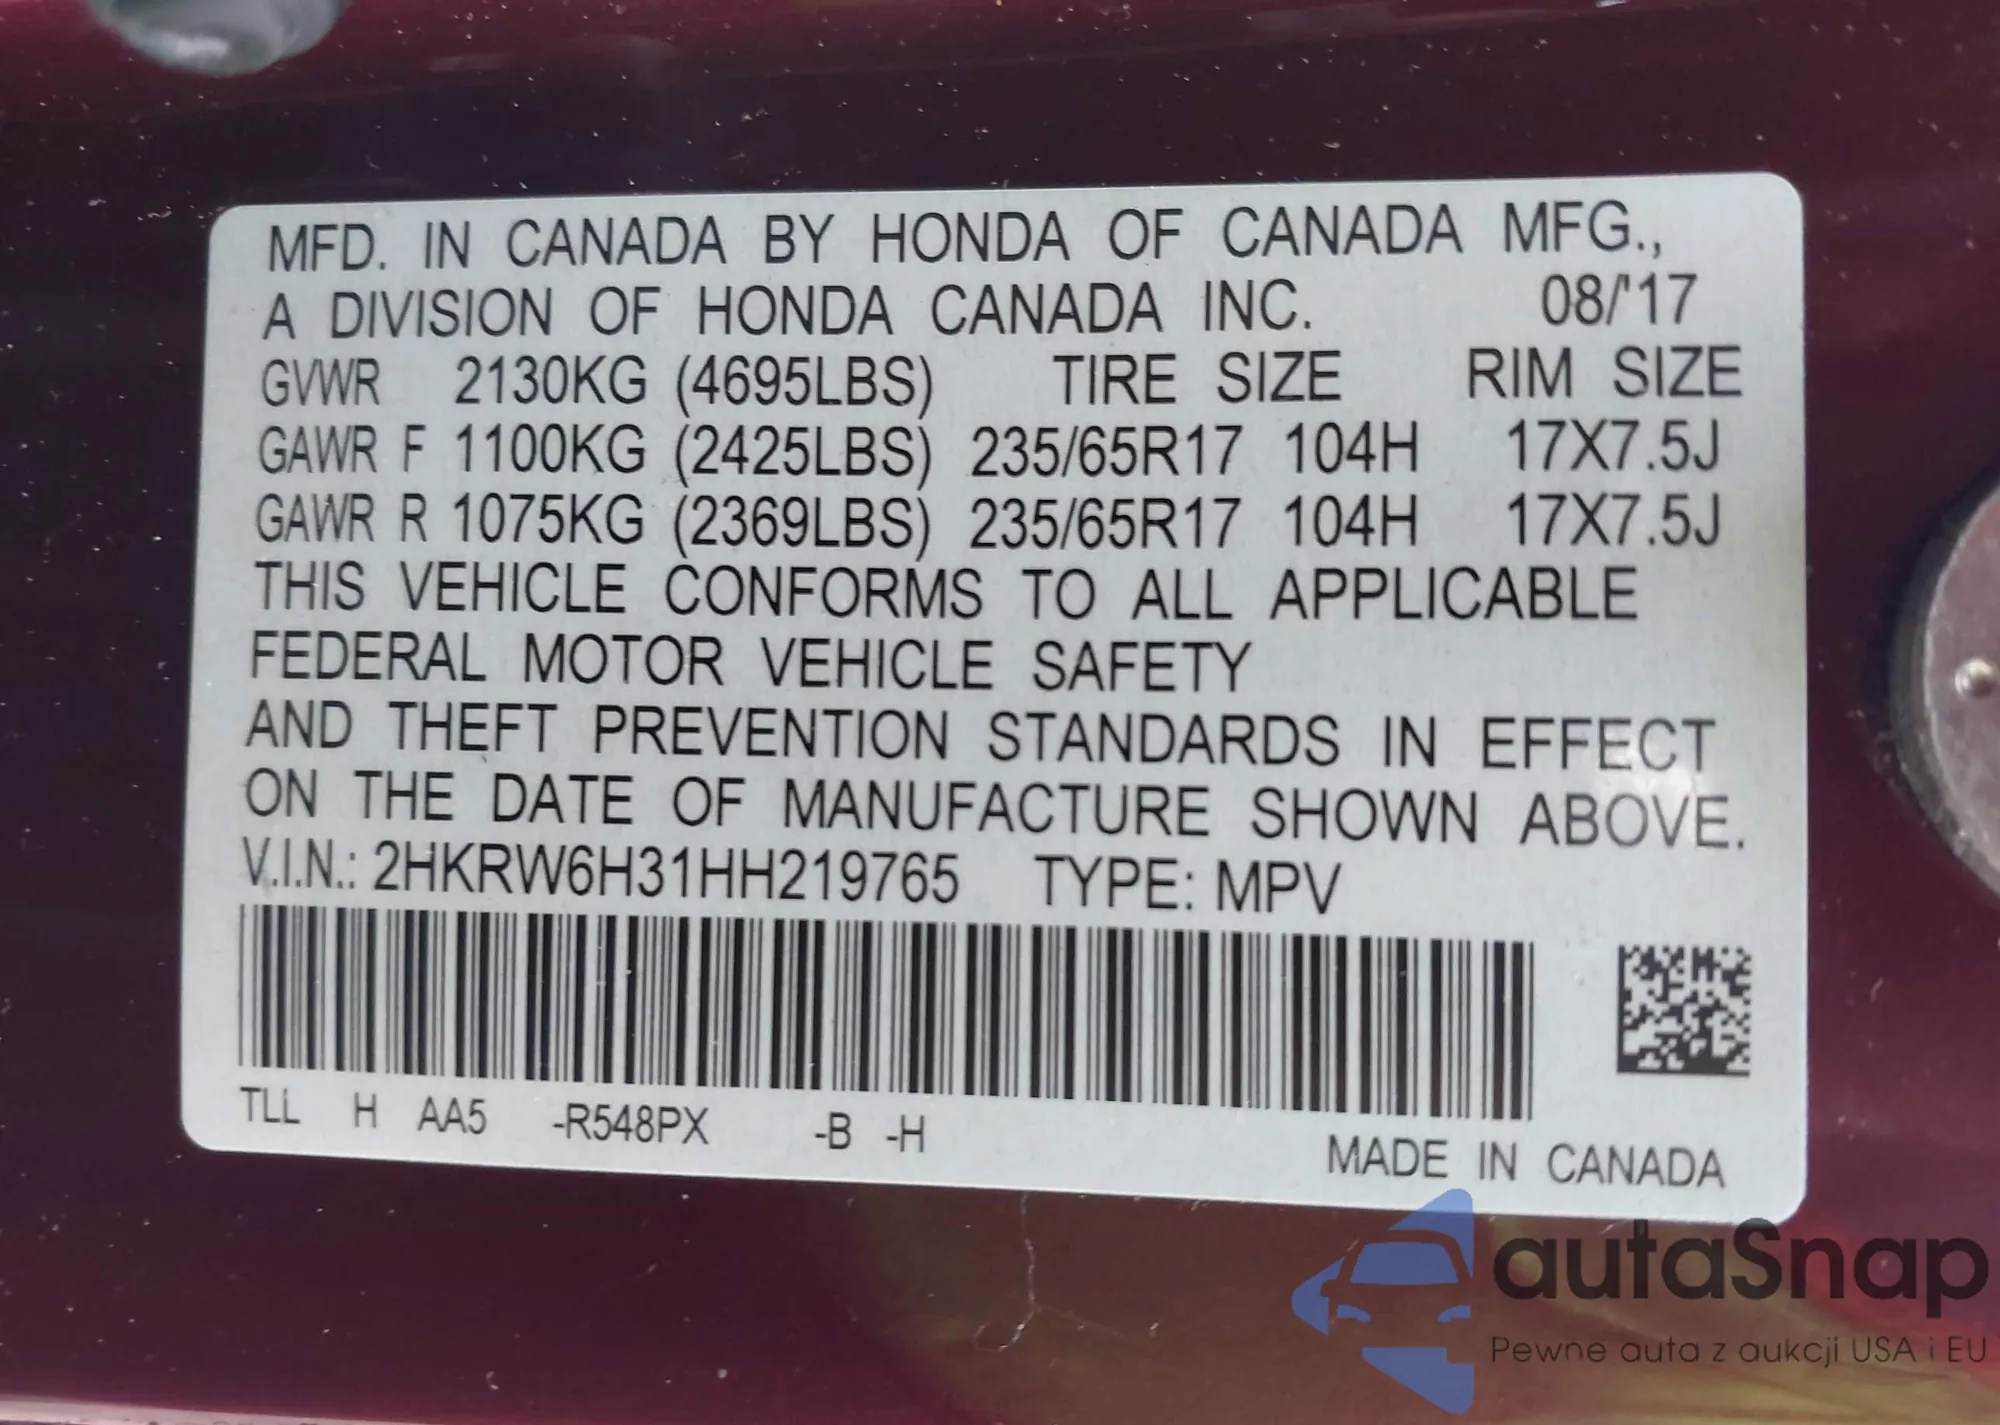 MFD. IN CANADA BY HONDA OF CANADA MFG.,
A DIVISION OF HONDA CANADA INC. 08/'17
GVWR 2130KG (4695LBS) TIRE SIZE RIM SIZE
GAWR F 1100KG (2425LBS) 235/65R17 104H 17X7.5J
GAWR R 1075KG (2369LBS) 235/65R17 104H 17X7.5J
THIS VEHICLE CONFORMS TO ALL APPLICABLE
FEDERAL MOTOR VEHICLE SAFETY
AND THEFT PREVENTION STANDARDS IN EFFECT
ON THE DATE OF MANUFACTURE SHOWN ABOVE.
V.I.N.: 2HKRW6H31HH219765 TYPE: MPV
TLL H AA5 -R548PX -B -H
MADE IN CANADA
autaSnap
Pewne auta z aukcji USA i EU